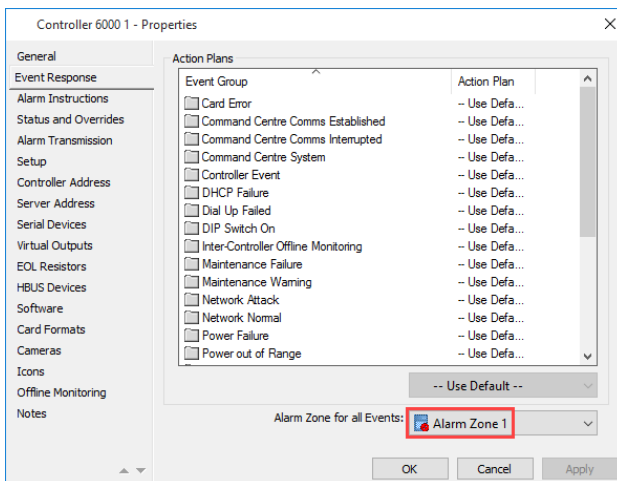 Controller 6000 1 - Properties
General
Event Response
Alarm Instructions
Status and Overrides
Alarm Transmission
Setup
Controller Address
Server Address
Serial Devices
Virtual Outputs
EOL Resistors
HBUS Devices
Software
Card Formats
Cameras
Icons
Offline Monitoring
Notes
Action Plans
Event Group Action Plan
Card Error -- Use Defa...
Command Centre Comms Established -- Use Defa...
Command Centre Comms Interrupted -- Use Defa...
Command Centre System -- Use Defa...
Controller Event -- Use Defa...
DHCP Failure -- Use Defa...
Dial Up Failed -- Use Defa...
DIP Switch On -- Use Defa...
Inter-Controller Offline Monitoring -- Use Defa...
Maintenance Failure -- Use Defa...
Maintenance Warning -- Use Defa...
Network Attack -- Use Defa...
Network Normal -- Use Defa...
Power Failure -- Use Defa...
Power out of Range -- Use Defa...
-- Use Default --
Alarm Zone for all Events: Alarm Zone 1
OK Cancel Apply